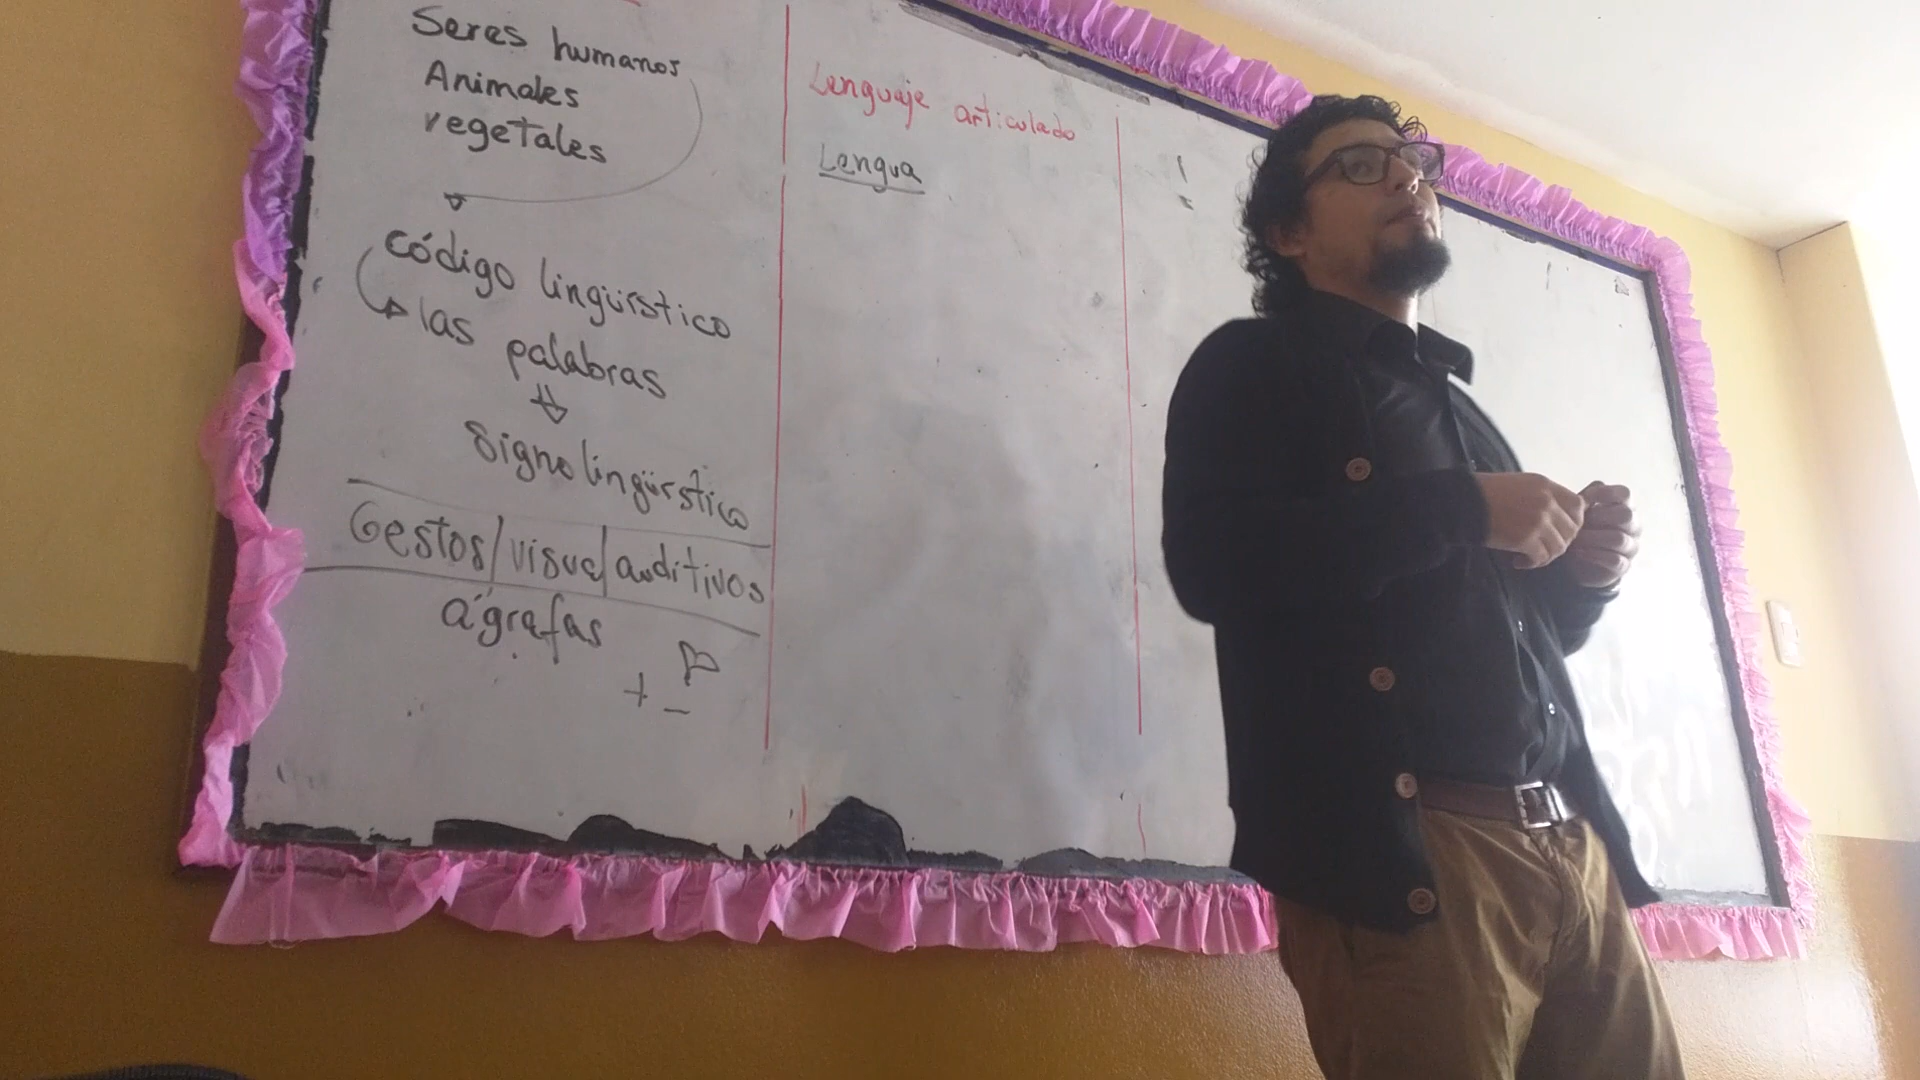 Seres humanos
Animales
vegetales
código lingüístico
las palabras
signo lingüístico
Gestos/visual/auditivos
ágrafas
+ -
Lenguaje articulado
Lengua